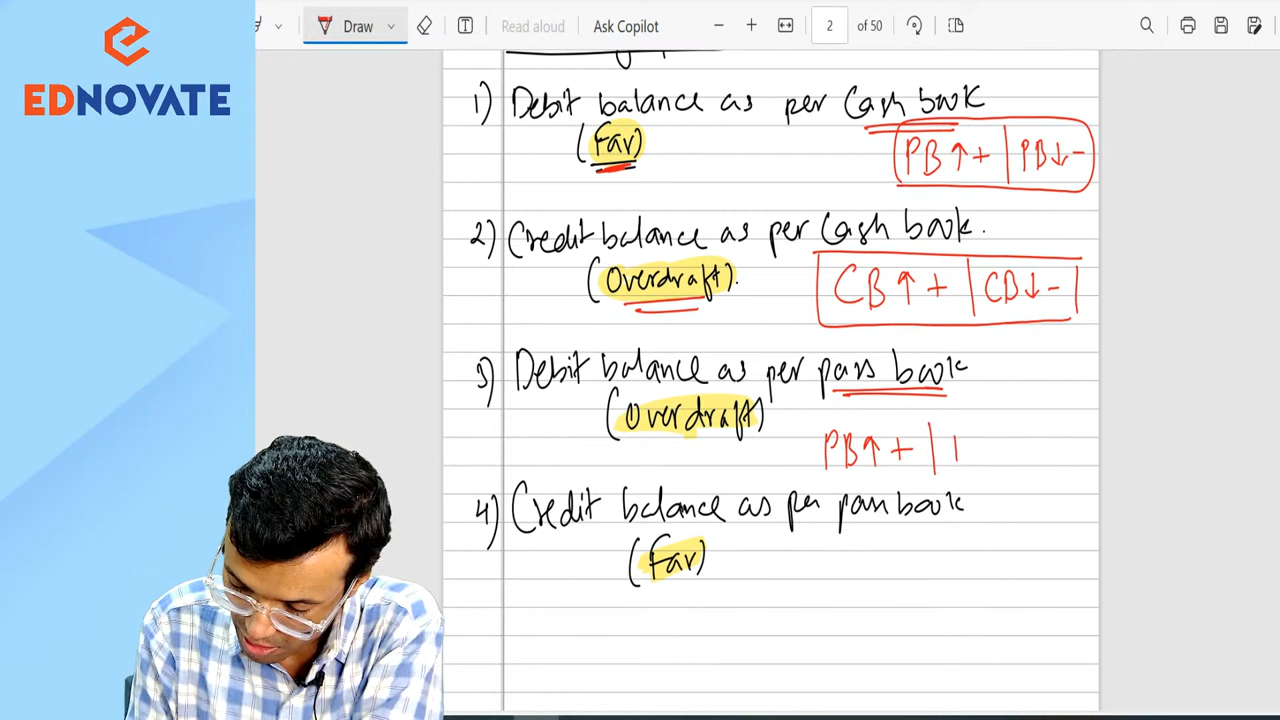 Draw
Read aloud
Ask Copilot
2
of 50
EDNOVATE
1) Debit balance as per Cash book
(Fav)
PB↑+ | PB↓-
2) Credit balance as per Cash book.
(Overdraft).
CB↑+ | CB↓-
3) Debit balance as per pass book
(Overdraft)
PB↑+ |
4) Credit balance as per pass book
(Fav)